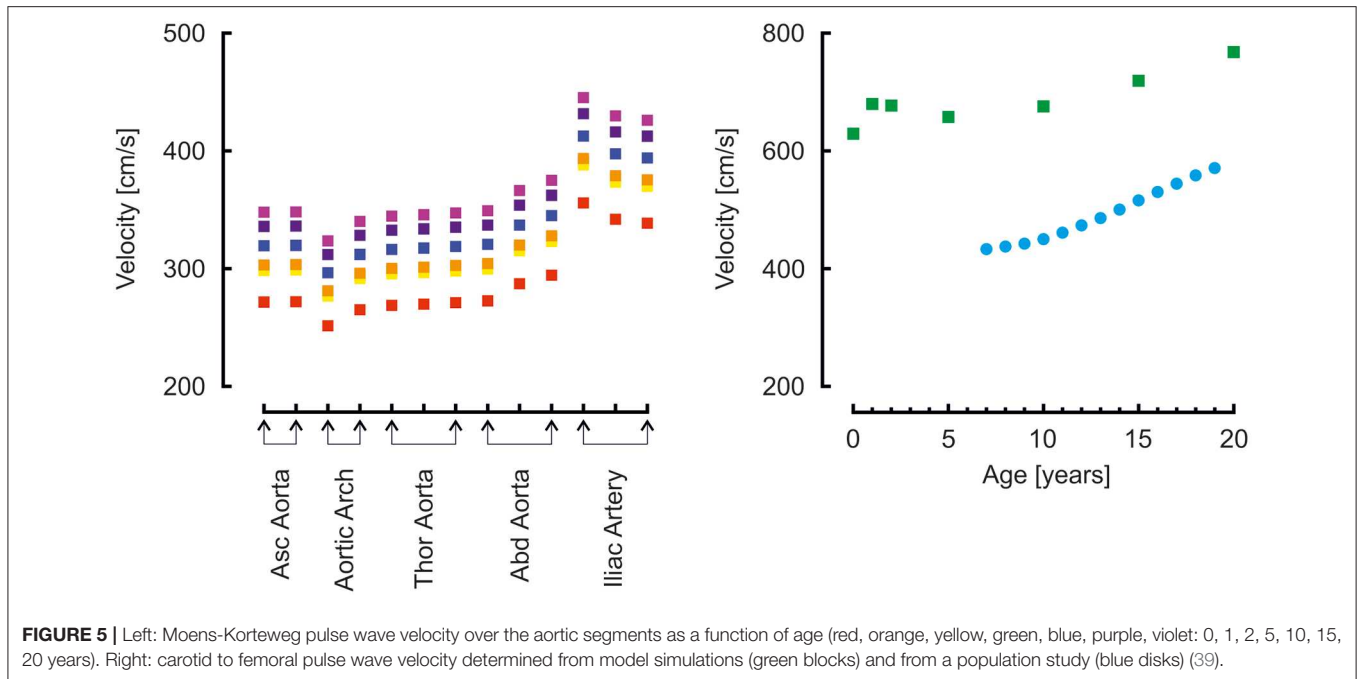 500
400
300
200
Velocity [cm/s]
Asc Aorta
Aortic Arch
Thor Aorta
Abd Aorta
Iliac Artery
800
600
400
200
Velocity [cm/s]
0 5 10 15 20
Age [years]
FIGURE 5 | Left: Moens-Korteweg pulse wave velocity over the aortic segments as a function of age (red, orange, yellow, green, blue, purple, violet: 0, 1, 2, 5, 10, 15,
20 years). Right: carotid to femoral pulse wave velocity determined from model simulations (green blocks) and from a population study (blue disks) (39).